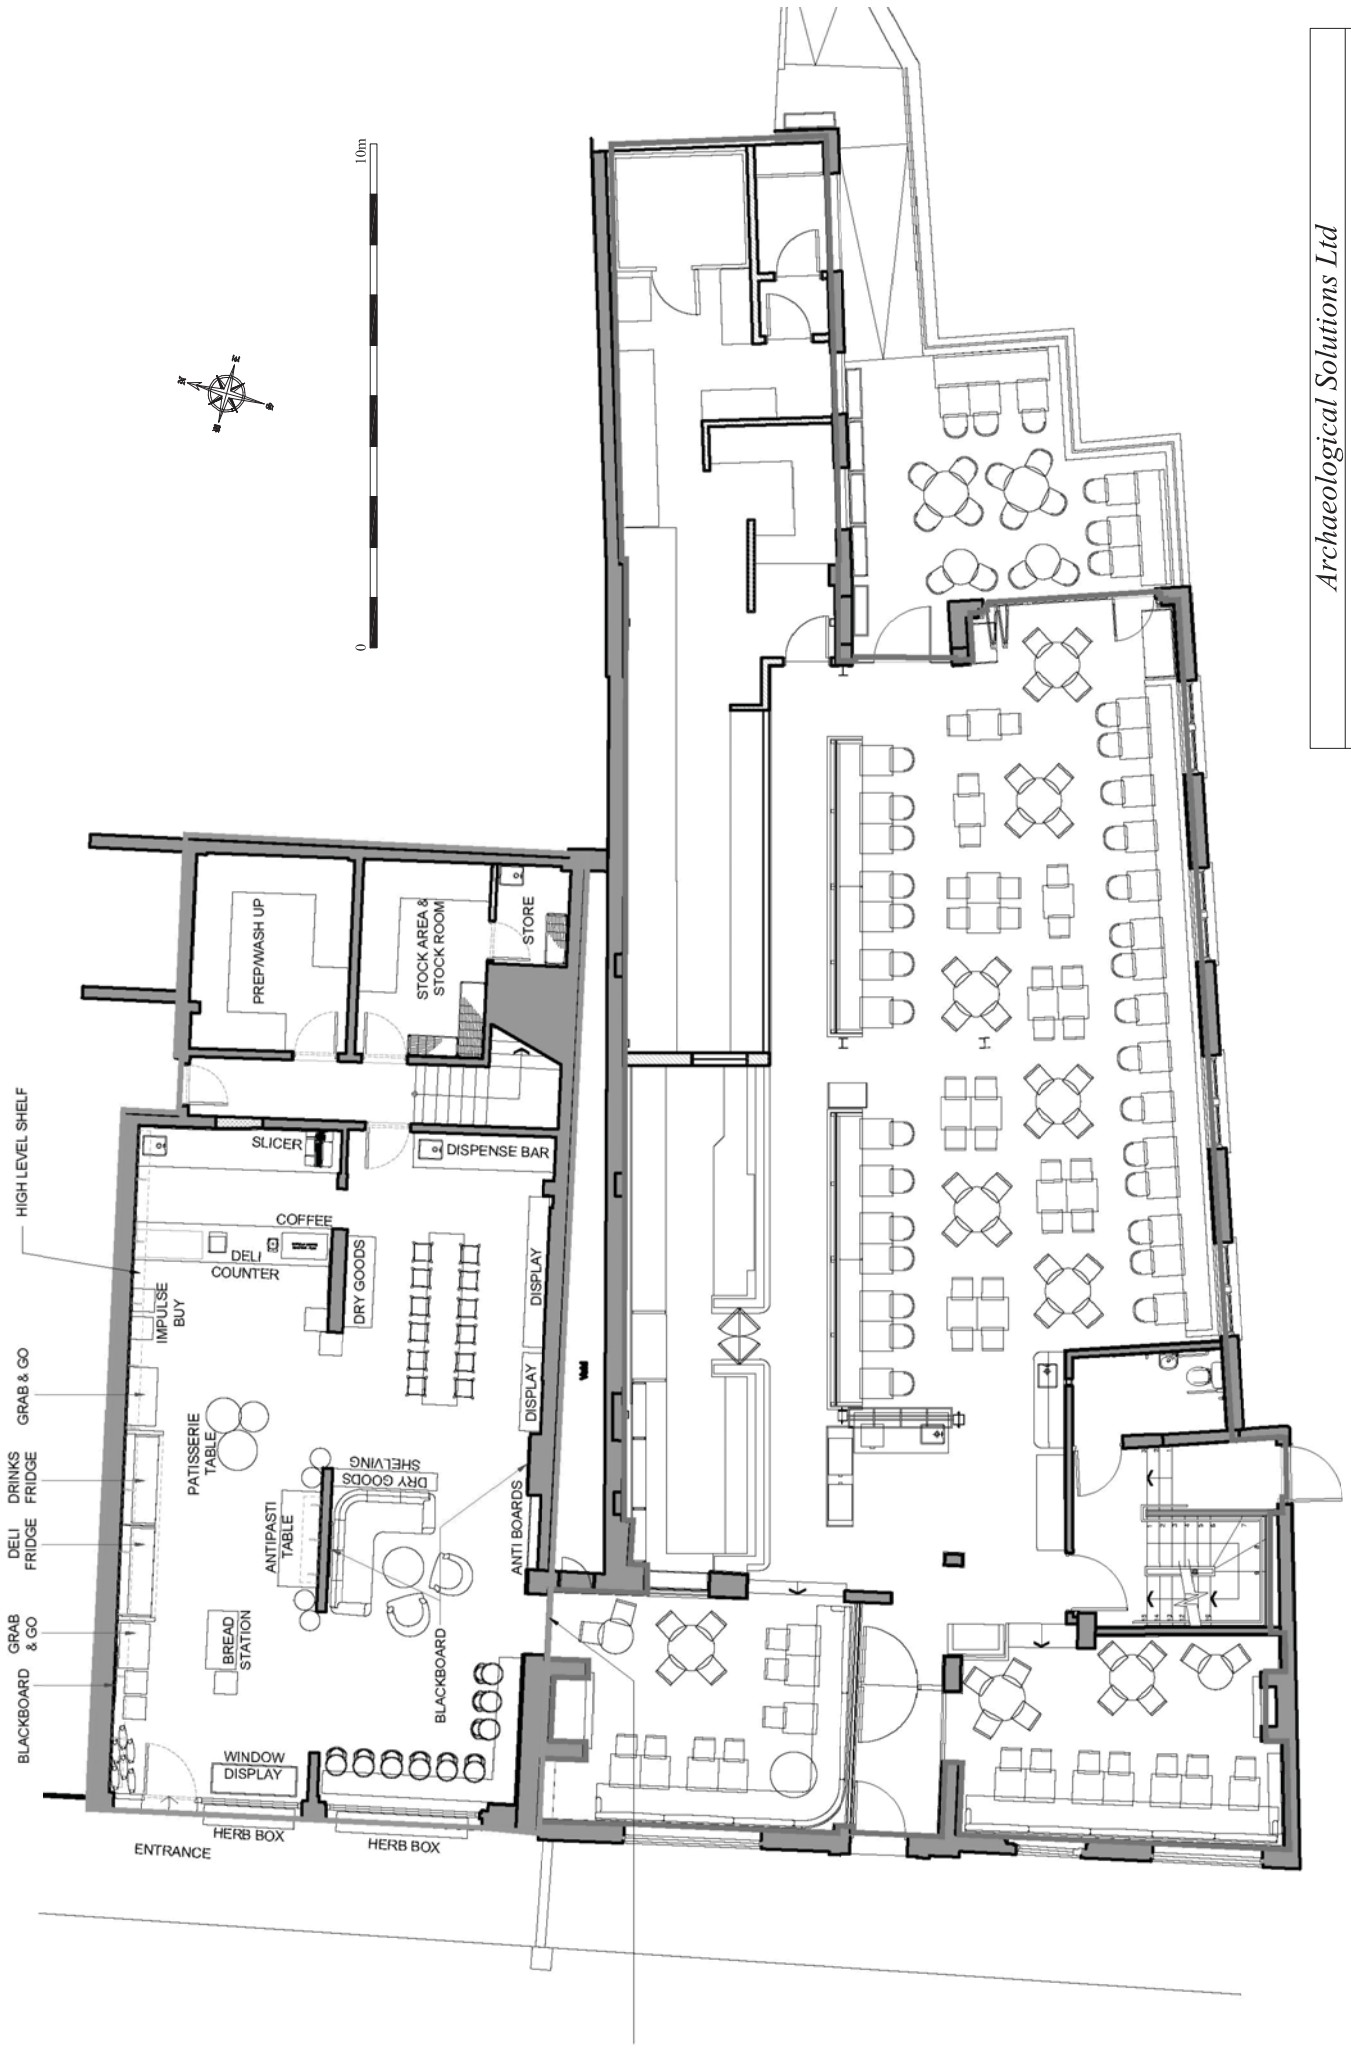 HIGH LEVEL SHELF
GRAB & GO
DRINKS
FRIDGE
DELI
FRIDGE
GRAB
& GO
BLACKBOARD
10m
0
N
E
PREP/WASH UP
STOCK AREA &
STOCK ROOM
STORE
SLICER
DISPENSE BAR
COFFEE
DELI
COUNTER
DRY GOODS
IMPULSE
BUY
DISPLAY
DISPLAY
Void
PATISSERIE
TABLE
DRY GOODS
SHELVING
ANTIPASTI
TABLE
ANTI BOARDS
BREAD
STATION
BLACKBOARD
WINDOW
DISPLAY
HERB BOX
HERB BOX
ENTRANCE
Archaeological Solutions Ltd